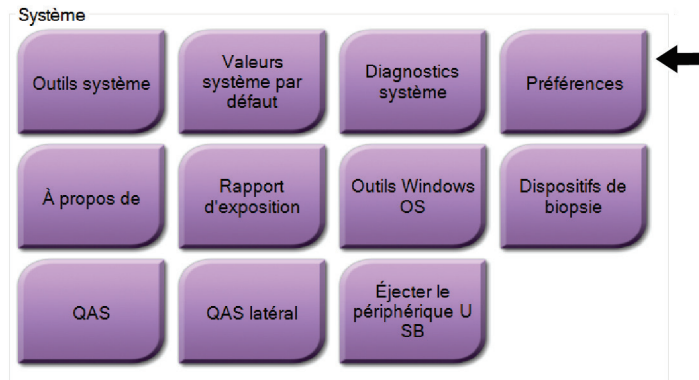 Système
Outils système
Valeurs
système par
défaut
Diagnostics
système
Préférences
À propos de
Rapport
d'exposition
Outils Windows
OS
Dispositifs de
biopsie
QAS
QAS latéral
Éjecter le
périphérique U
SB